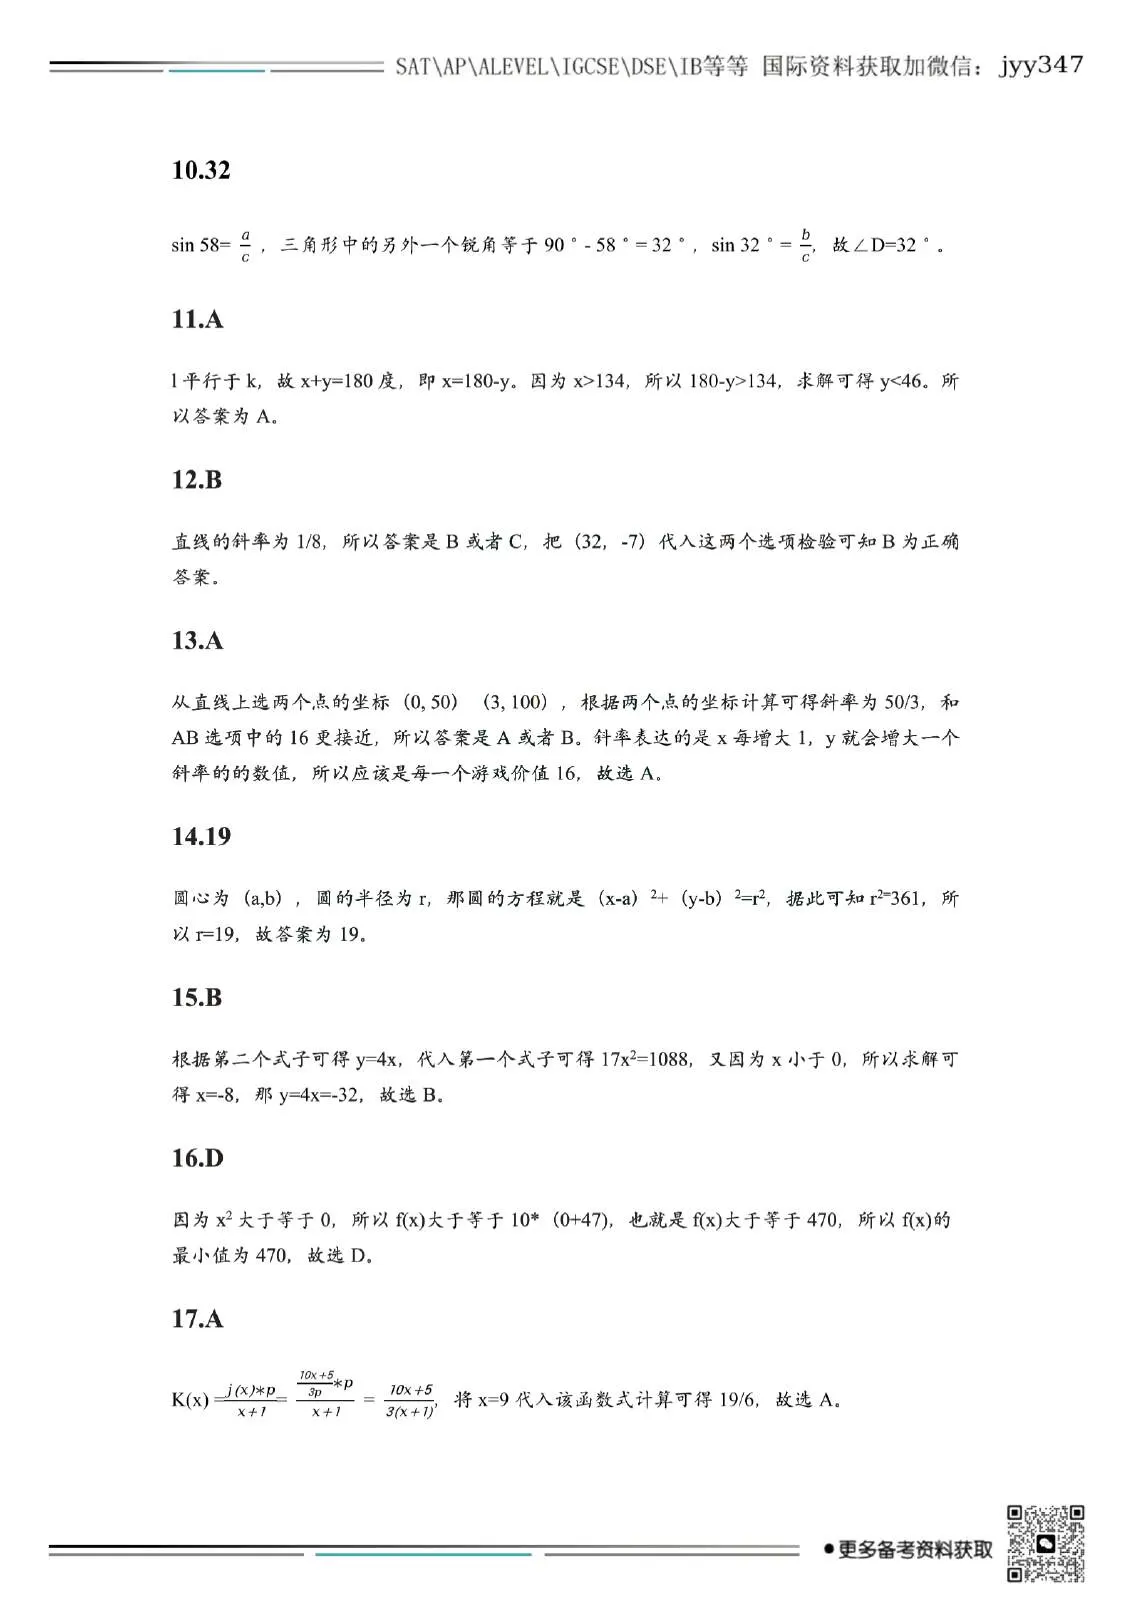 SAT\AP\ALEVEL\IGCSE\DSE\IB等等 国际资料获取加微信：jyy347
10.32
sin 58= a/c ，三角形中的另外一个锐角等于 90°- 58°= 32°，sin 32°= b/c，故∠D=32°。
11.A
l 平行于 k，故 x+y=180 度，即 x=180-y。因为 x>134，所以 180-y>134，求解可得 y<46。所
以答案为 A。
12.B
直线的斜率为 1/8，所以答案是 B 或者 C，把（32，-7）代入这两个选项检验可知 B 为正确
答案。
13.A
从直线上选两个点的坐标（0, 50）（3, 100），根据两个点的坐标计算可得斜率为 50/3，和
AB 选项中的 16 更接近，所以答案是 A 或者 B。斜率表达的是 x 每增大 1，y 就会增大一个
斜率的的数值，所以应该是每一个游戏价值 16，故选 A。
14.19
圆心为（a,b），圆的半径为 r，那圆的方程就是（x-a）²+（y-b）²=r²，据此可知 r²=361，所
以 r=19，故答案为 19。
15.B
根据第二个式子可得 y=4x，代入第一个式子可得 17x²=1088，又因为 x 小于 0，所以求解可
得 x=-8，那 y=4x=-32，故选 B。
16.D
因为 x² 大于等于 0，所以 f(x)大于等于 10*（0+47），也就是 f(x)大于等于 470，所以 f(x)的
最小值为 470，故选 D。
17.A
K(x) = (j(x)*p)/(x+1) = ((10x+5)/(3p)*p)/(x+1) = (10x+5)/(3(x+1))，将 x=9 代入该函数式计算可得 19/6，故选 A。
●更多备考资料获取